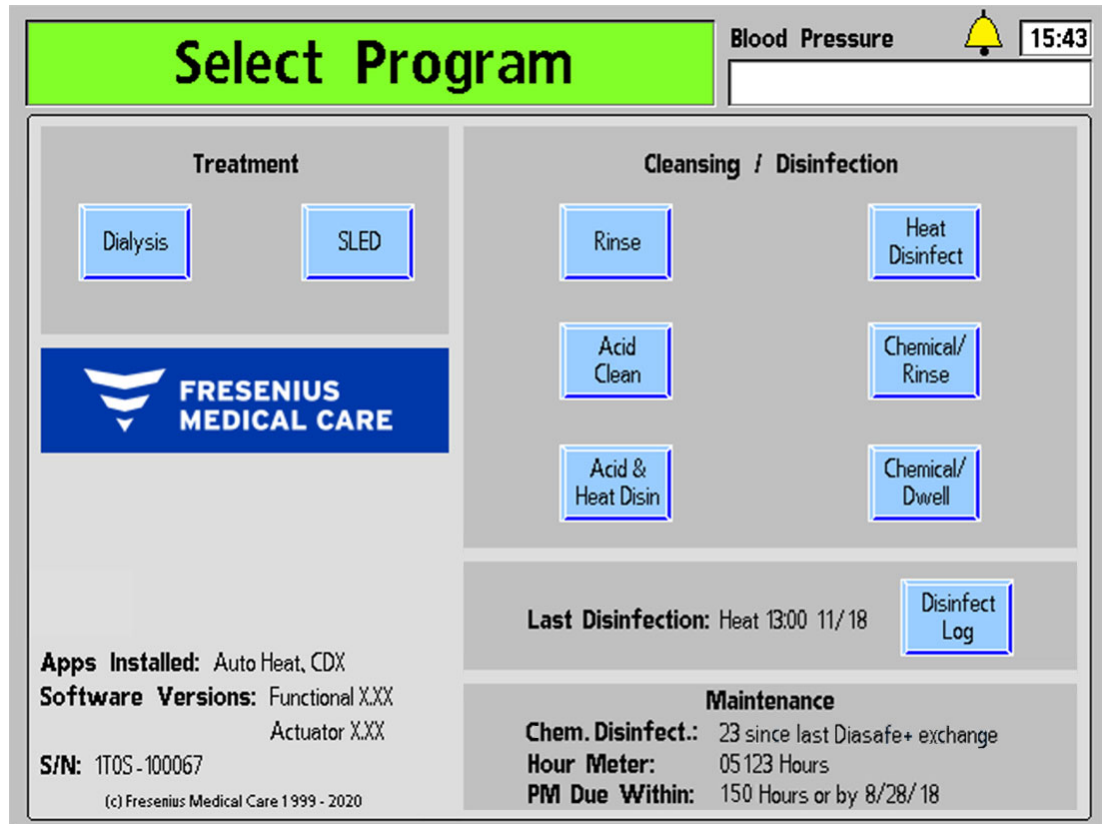 Select Program
Blood Pressure
15:43
Treatment
Dialysis
SLED
FRESENIUS
MEDICAL CARE
Cleansing / Disinfection
Rinse
Heat
Disinfect
Acid
Clean
Chemical/
Rinse
Acid &
Heat Disin
Chemical/
Dwell
Last Disinfection: Heat 13:00 11/18
Disinfect
Log
Apps Installed: Auto Heat, CDX
Software Versions: Functional X.XX
Actuator X.XX
S/N: 1T0S-100067
(c) Fresenius Medical Care 1999 - 2020
Maintenance
Chem. Disinfect.: 23 since last Diasafe+ exchange
Hour Meter: 05123 Hours
PM Due Within: 150 Hours or by 8/28/18